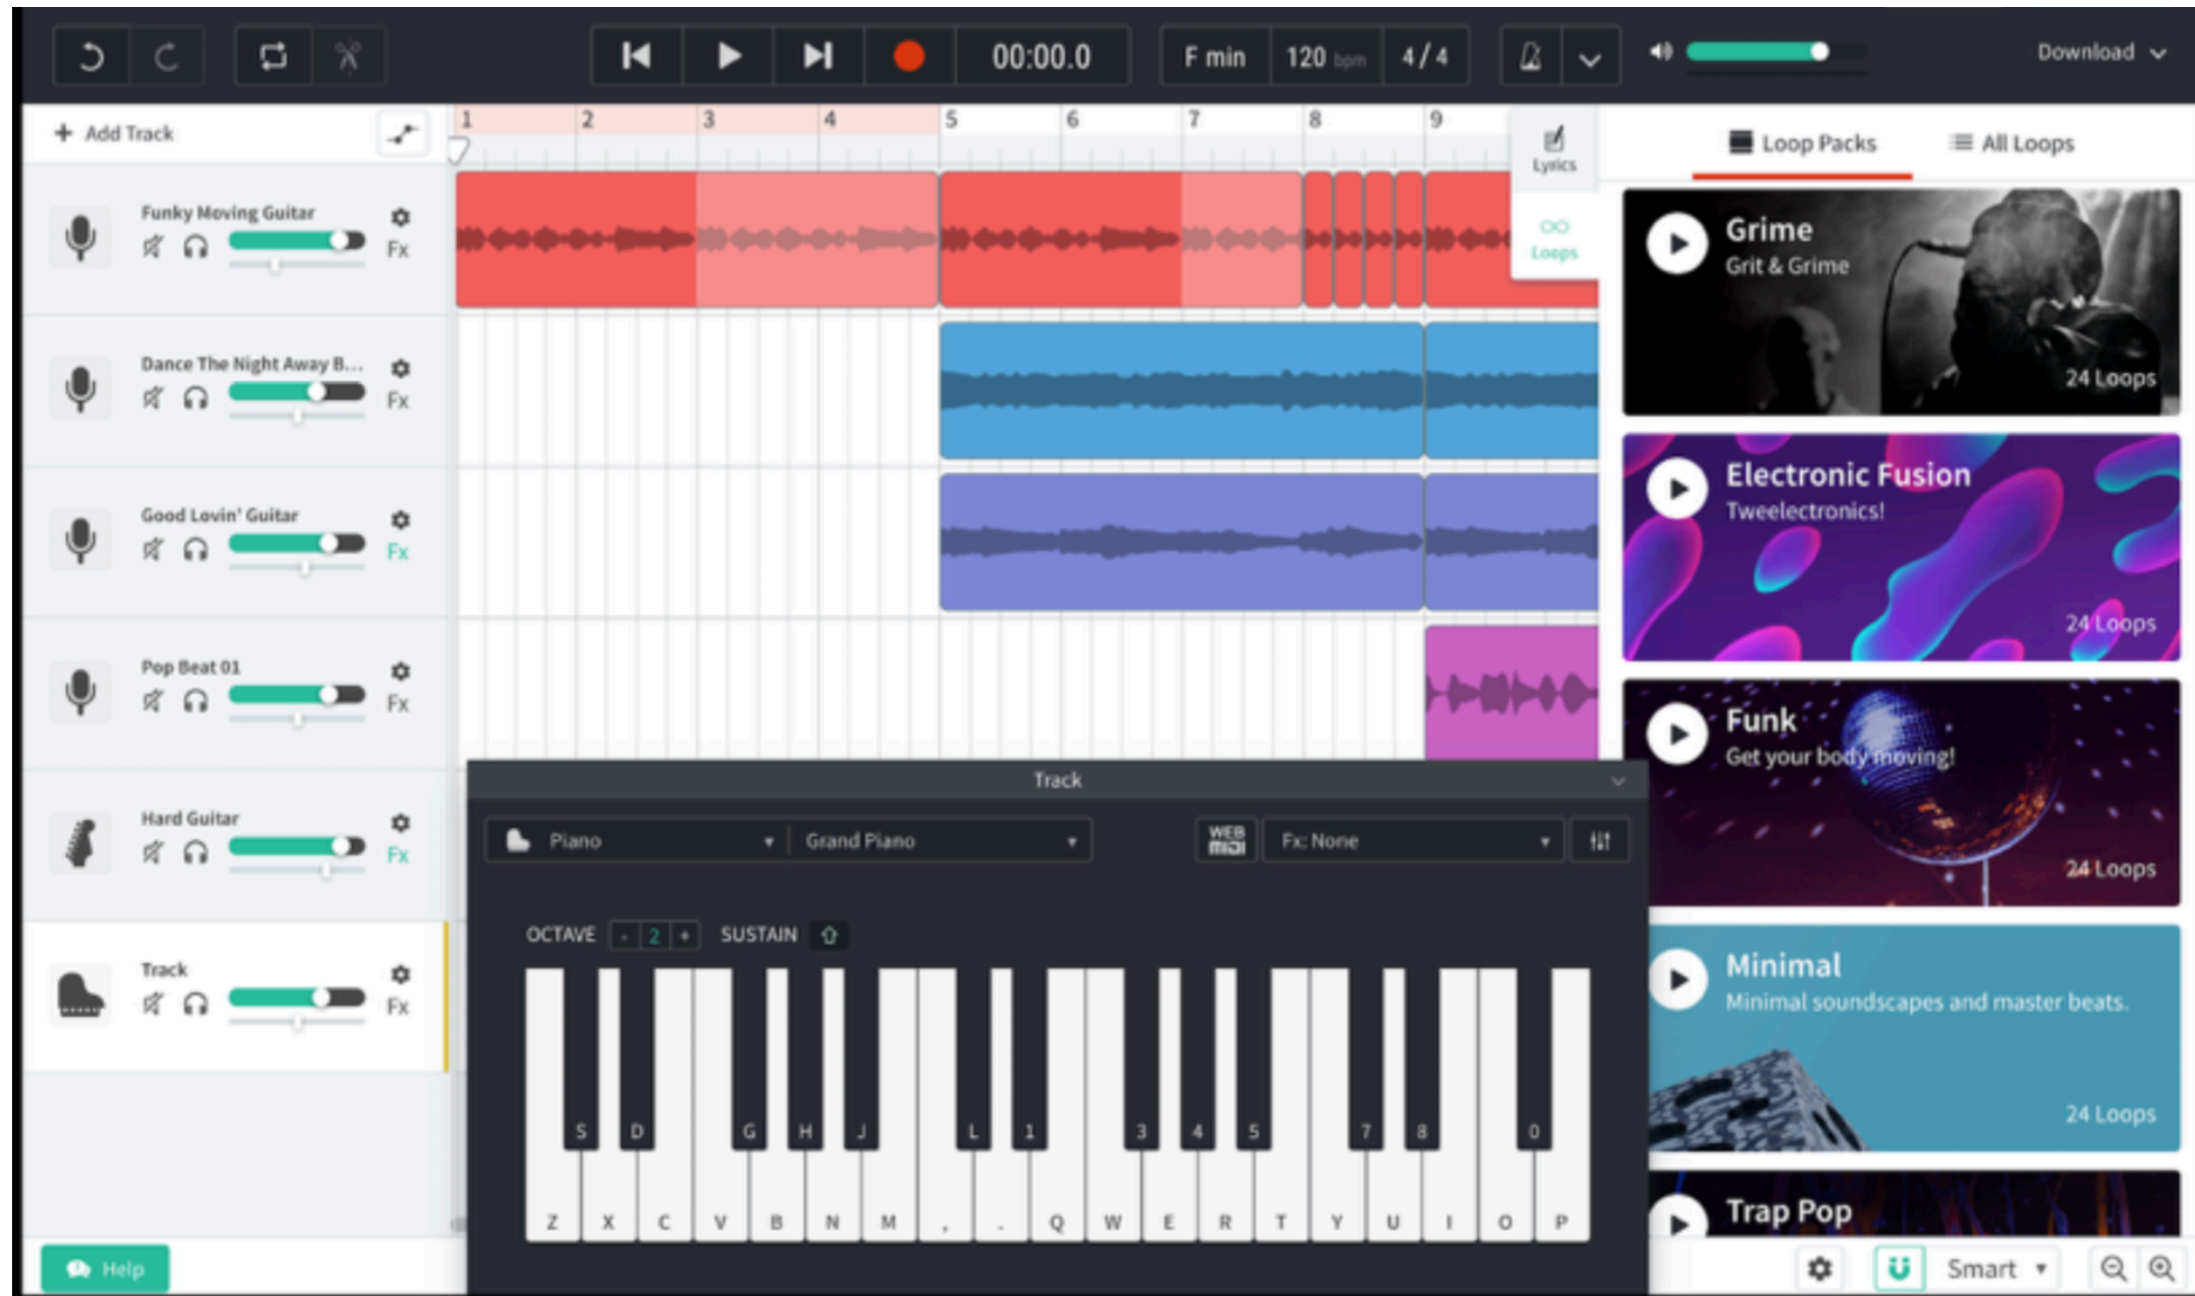 00:00.0
F min
120 bpm
4/4
Download
+ Add Track
1 2 3 4 5 6 7 8 9
Lyrics
Loops
Loop Packs
All Loops
Funky Moving Guitar
Fx
Dance The Night Away B...
Fx
Good Lovin' Guitar
Fx
Pop Beat 01
Fx
Hard Guitar
Fx
Track
Fx
Help
Grime
Grit & Grime
24 Loops
Electronic Fusion
Tweelectronics!
24 Loops
Funk
Get your body moving!
24 Loops
Minimal
Minimal soundscapes and master beats.
24 Loops
Trap Pop
Track
Piano
Grand Piano
WEB
MIDI
Fx: None
OCTAVE - 2 + SUSTAIN
S D G H J L 1 3 4 5 7 8 0
Z X C V B N M , . Q W E R T Y U I O P
Smart